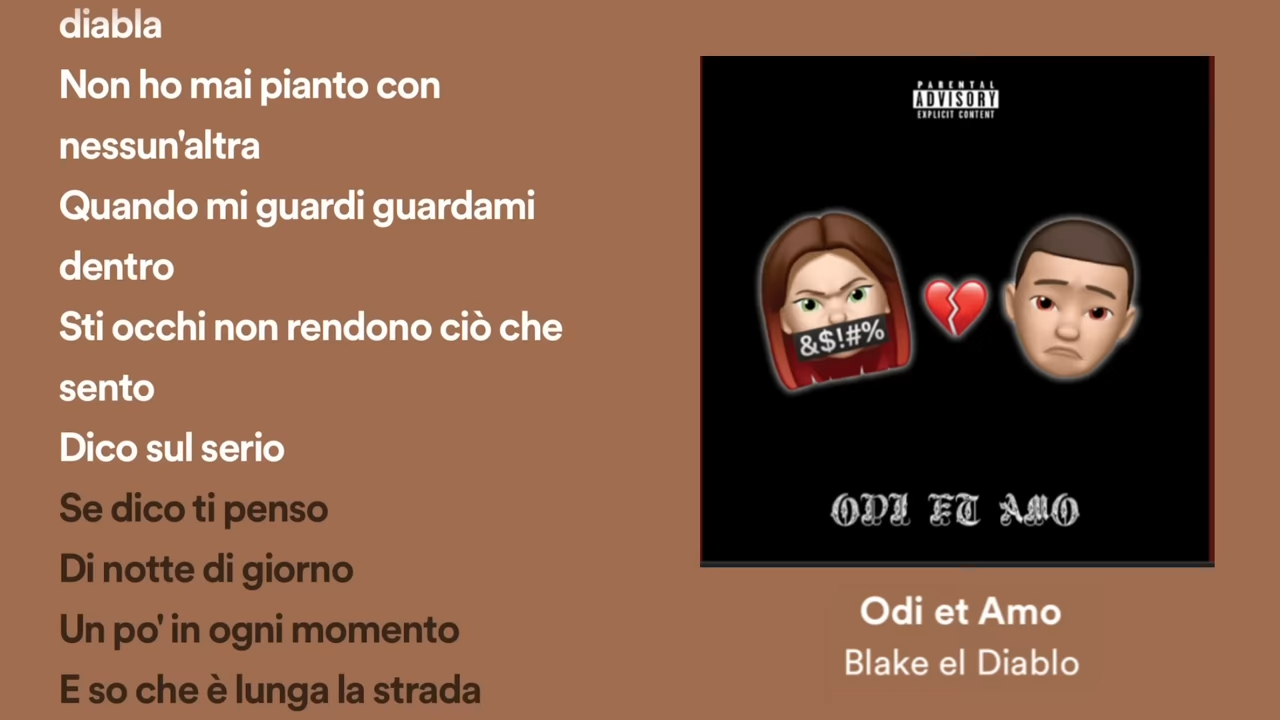 diabla
Non ho mai pianto con
nessun'altra
Quando mi guardi guardami
dentro
Sti occhi non rendono ciò che
sento
Dico sul serio
Se dico ti penso
Di notte di giorno
Un po' in ogni momento
E so che è lunga la strada
PARENTAL
ADVISORY
EXPLICIT CONTENT
&$!#%
ODI ET AMO
Odi et Amo
Blake el Diablo